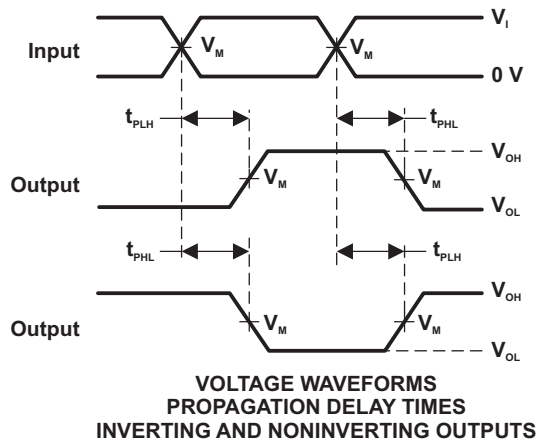 V_I
Input
V_M
V_M
0 V
t_PLH
t_PHL
V_OH
Output
V_M
V_M
V_OL
t_PHL
t_PLH
V_OH
Output
V_M
V_M
V_OL
VOLTAGE WAVEFORMS
PROPAGATION DELAY TIMES
INVERTING AND NONINVERTING OUTPUTS